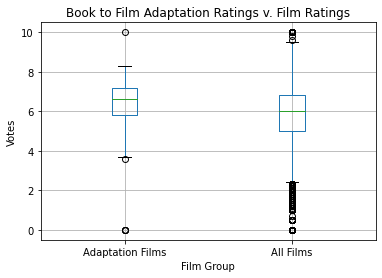 Book to Film Adaptation Ratings v. Film Ratings
10
8
6
4
2
0
Votes
Adaptation Films
All Films
Film Group